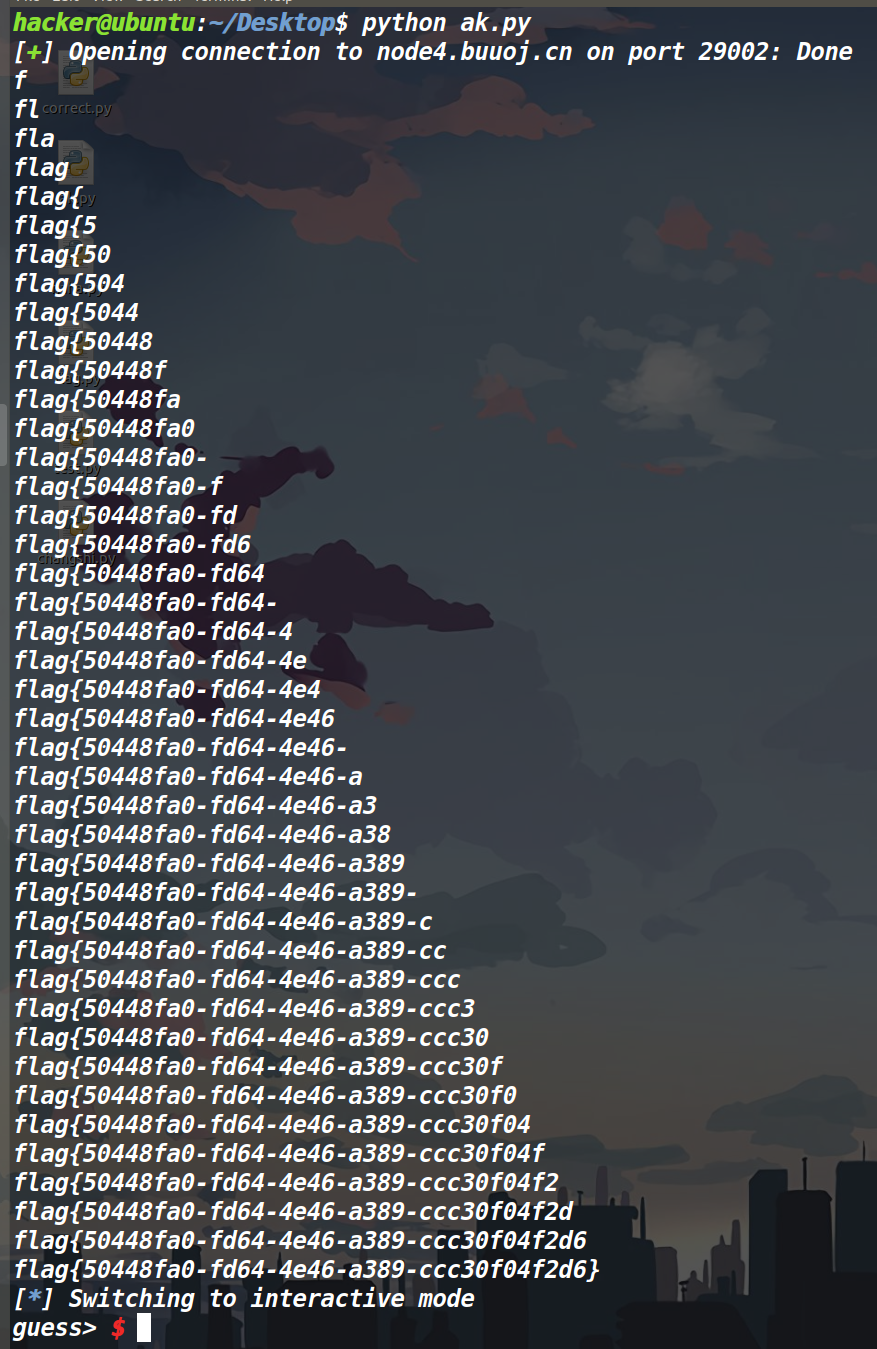 hacker@ubuntu:~/Desktop$ python ak.py
[+] Opening connection to node4.buuoj.cn on port 29002: Done
f
fl
correct.py
fla
flag
flag{
flag{5
flag{50
flag{504
flag{5044
flag{50448
flag{50448f
flag{50448fa
flag{50448fa0
flag{50448fa0-
flag{50448fa0-f
flag{50448fa0-fd
flag{50448fa0-fd6
flag{50448fa0-fd64
flag{50448fa0-fd64-
flag{50448fa0-fd64-4
flag{50448fa0-fd64-4e
flag{50448fa0-fd64-4e4
flag{50448fa0-fd64-4e46
flag{50448fa0-fd64-4e46-
flag{50448fa0-fd64-4e46-a
flag{50448fa0-fd64-4e46-a3
flag{50448fa0-fd64-4e46-a38
flag{50448fa0-fd64-4e46-a389
flag{50448fa0-fd64-4e46-a389-
flag{50448fa0-fd64-4e46-a389-c
flag{50448fa0-fd64-4e46-a389-cc
flag{50448fa0-fd64-4e46-a389-ccc
flag{50448fa0-fd64-4e46-a389-ccc3
flag{50448fa0-fd64-4e46-a389-ccc30
flag{50448fa0-fd64-4e46-a389-ccc30f
flag{50448fa0-fd64-4e46-a389-ccc30f0
flag{50448fa0-fd64-4e46-a389-ccc30f04
flag{50448fa0-fd64-4e46-a389-ccc30f04f
flag{50448fa0-fd64-4e46-a389-ccc30f04f2
flag{50448fa0-fd64-4e46-a389-ccc30f04f2d
flag{50448fa0-fd64-4e46-a389-ccc30f04f2d6
flag{50448fa0-fd64-4e46-a389-ccc30f04f2d6}
[*] Switching to interactive mode
guess> $